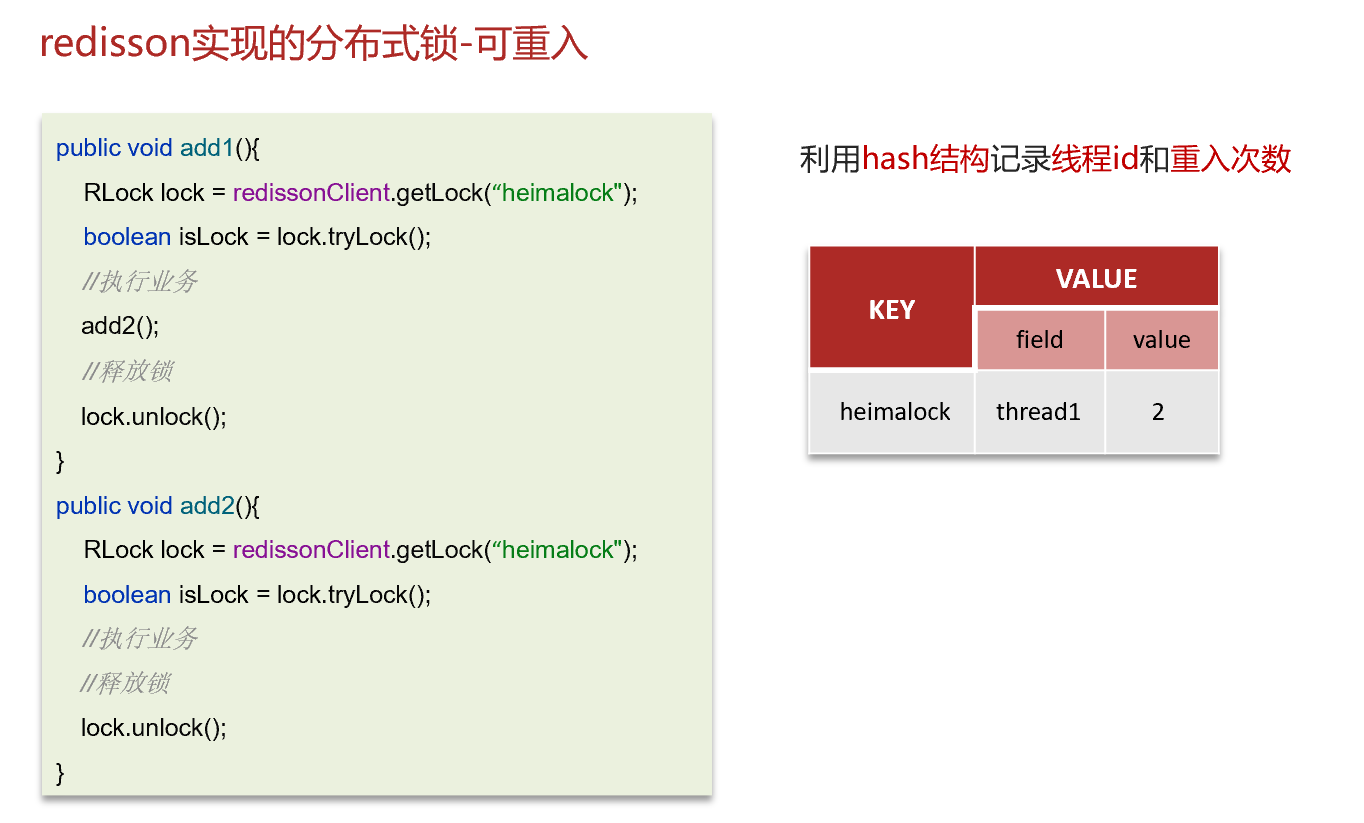 redisson实现的分布式锁-可重入
public void add1(){
RLock lock = redissonClient.getLock(“heimalock");
boolean isLock = lock.tryLock();
//执行业务
add2();
//释放锁
lock.unlock();
}
public void add2(){
RLock lock = redissonClient.getLock(“heimalock");
boolean isLock = lock.tryLock();
//执行业务
//释放锁
lock.unlock();
}
利用hash结构记录线程id和重入次数
KEY
VALUE
field value
heimalock thread1 2